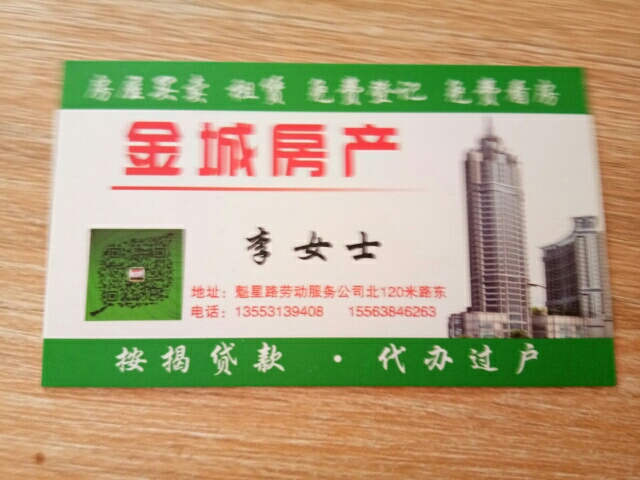 房屋买卖 租赁 免费登记 免费看房
金城房产
李女士
地址：魁星路劳动服务公司北120米路东
电话：13553139408 15563846263
按揭贷款 · 代办过户